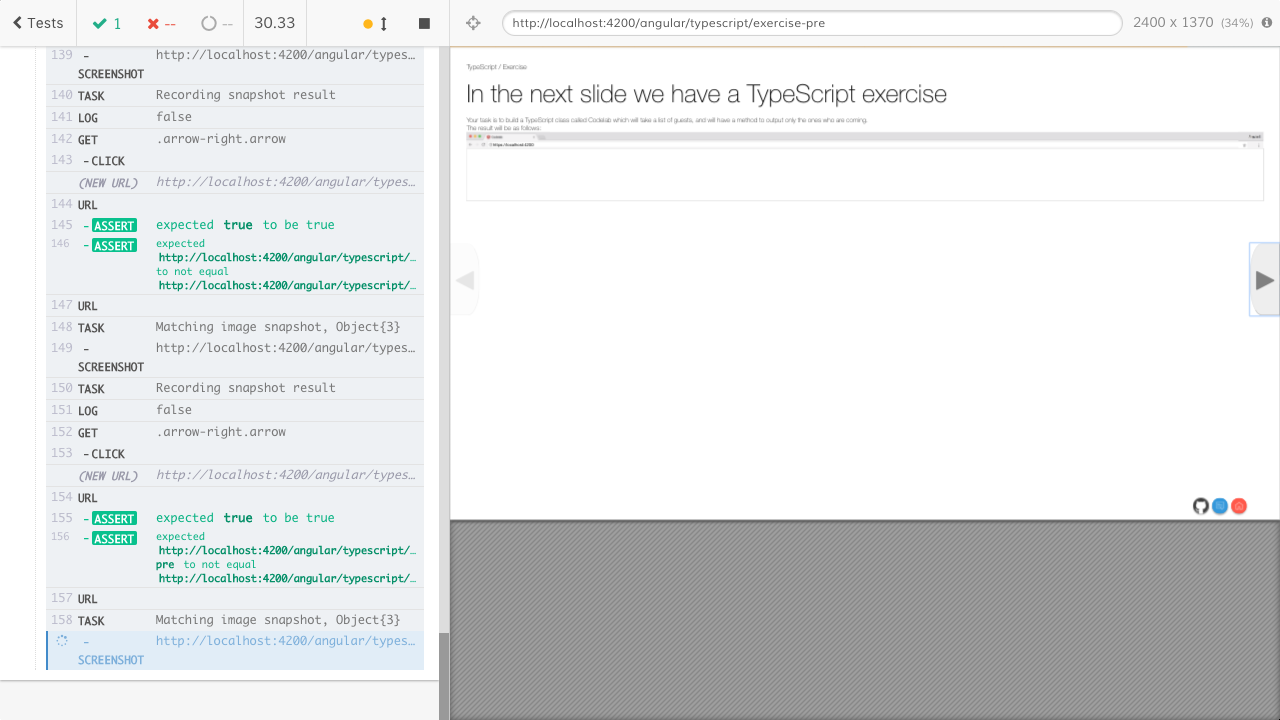 Tests
1
--
--
30.33
http://localhost:4200/angular/typescript/exercise-pre
2400 x 1370 (34%)
139 - http://localhost:4200/angular/types…
SCREENSHOT
140 TASK Recording snapshot result
141 LOG false
142 GET .arrow-right.arrow
143 -CLICK
(NEW URL) http://localhost:4200/angular/types…
144 URL
145 -ASSERT expected true to be true
146 -ASSERT expected
http://localhost:4200/angular/typescript/…
to not equal
http://localhost:4200/angular/typescript/…
147 URL
148 TASK Matching image snapshot, Object{3}
149 - http://localhost:4200/angular/types…
SCREENSHOT
150 TASK Recording snapshot result
151 LOG false
152 GET .arrow-right.arrow
153 -CLICK
(NEW URL) http://localhost:4200/angular/types…
154 URL
155 -ASSERT expected true to be true
156 -ASSERT expected
http://localhost:4200/angular/typescript/…
pre to not equal
http://localhost:4200/angular/typescript/…
157 URL
158 TASK Matching image snapshot, Object{3}
- http://localhost:4200/angular/types…
SCREENSHOT
TypeScript / Exercise
In the next slide we have a TypeScript exercise
Your task is to build a TypeScript class called Codelab which will take a list of guests, and will have a method to output only the ones who are coming.
The result will be as follows:
Codelab
https://localhost:4200